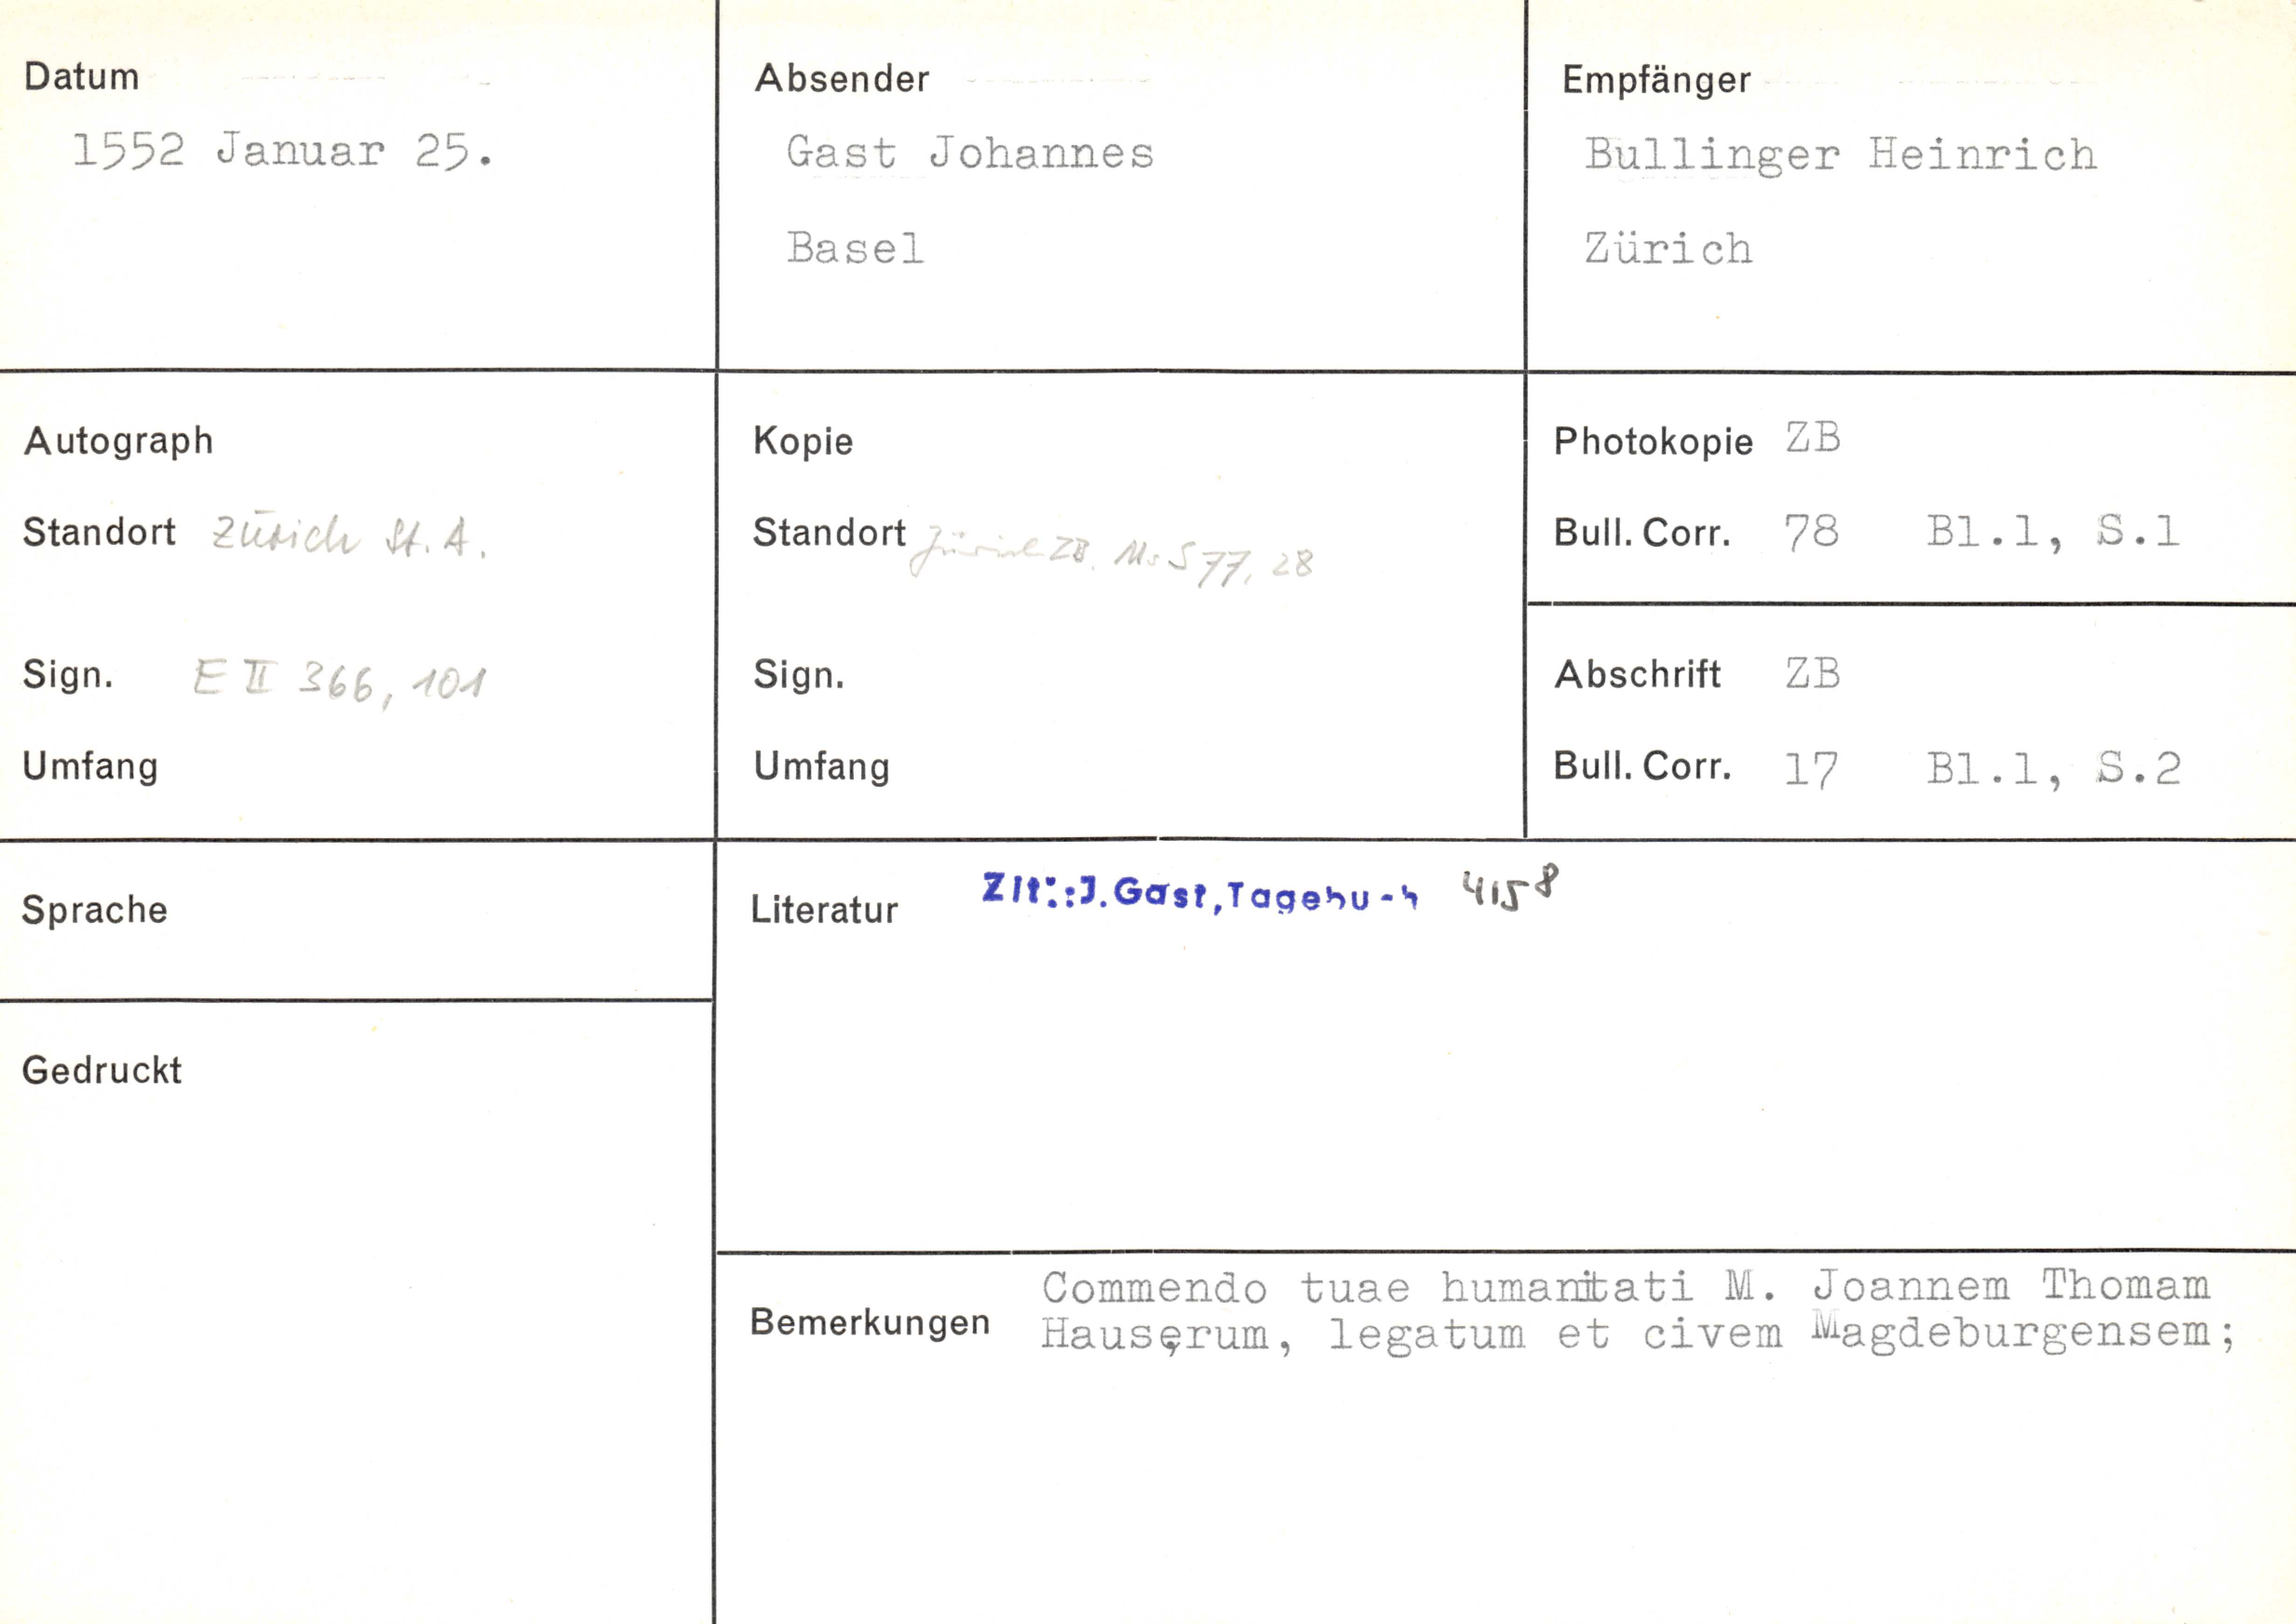 Datum
1552 Januar 25.
Absender
Gast Johannes
Basel
Empfänger
Bullinger Heinrich
Zürich
Autograph
Standort Zürich St. A.
Sign. E II 366, 101
Umfang
Kopie
Standort Zürich ZB. Ms S 77, 28
Sign.
Umfang
Photokopie ZB
Bull. Corr. 78 Bl.1, S.1
Abschrift ZB
Bull. Corr. 17 Bl.1, S.2
Sprache
Gedruckt
Literatur Zit.: J. Gast, Tagebuch 4158
Bemerkungen
Commendo tuae humanitati M. Joannem Thomam
Hauserum, legatum et civem Magdeburgensem;